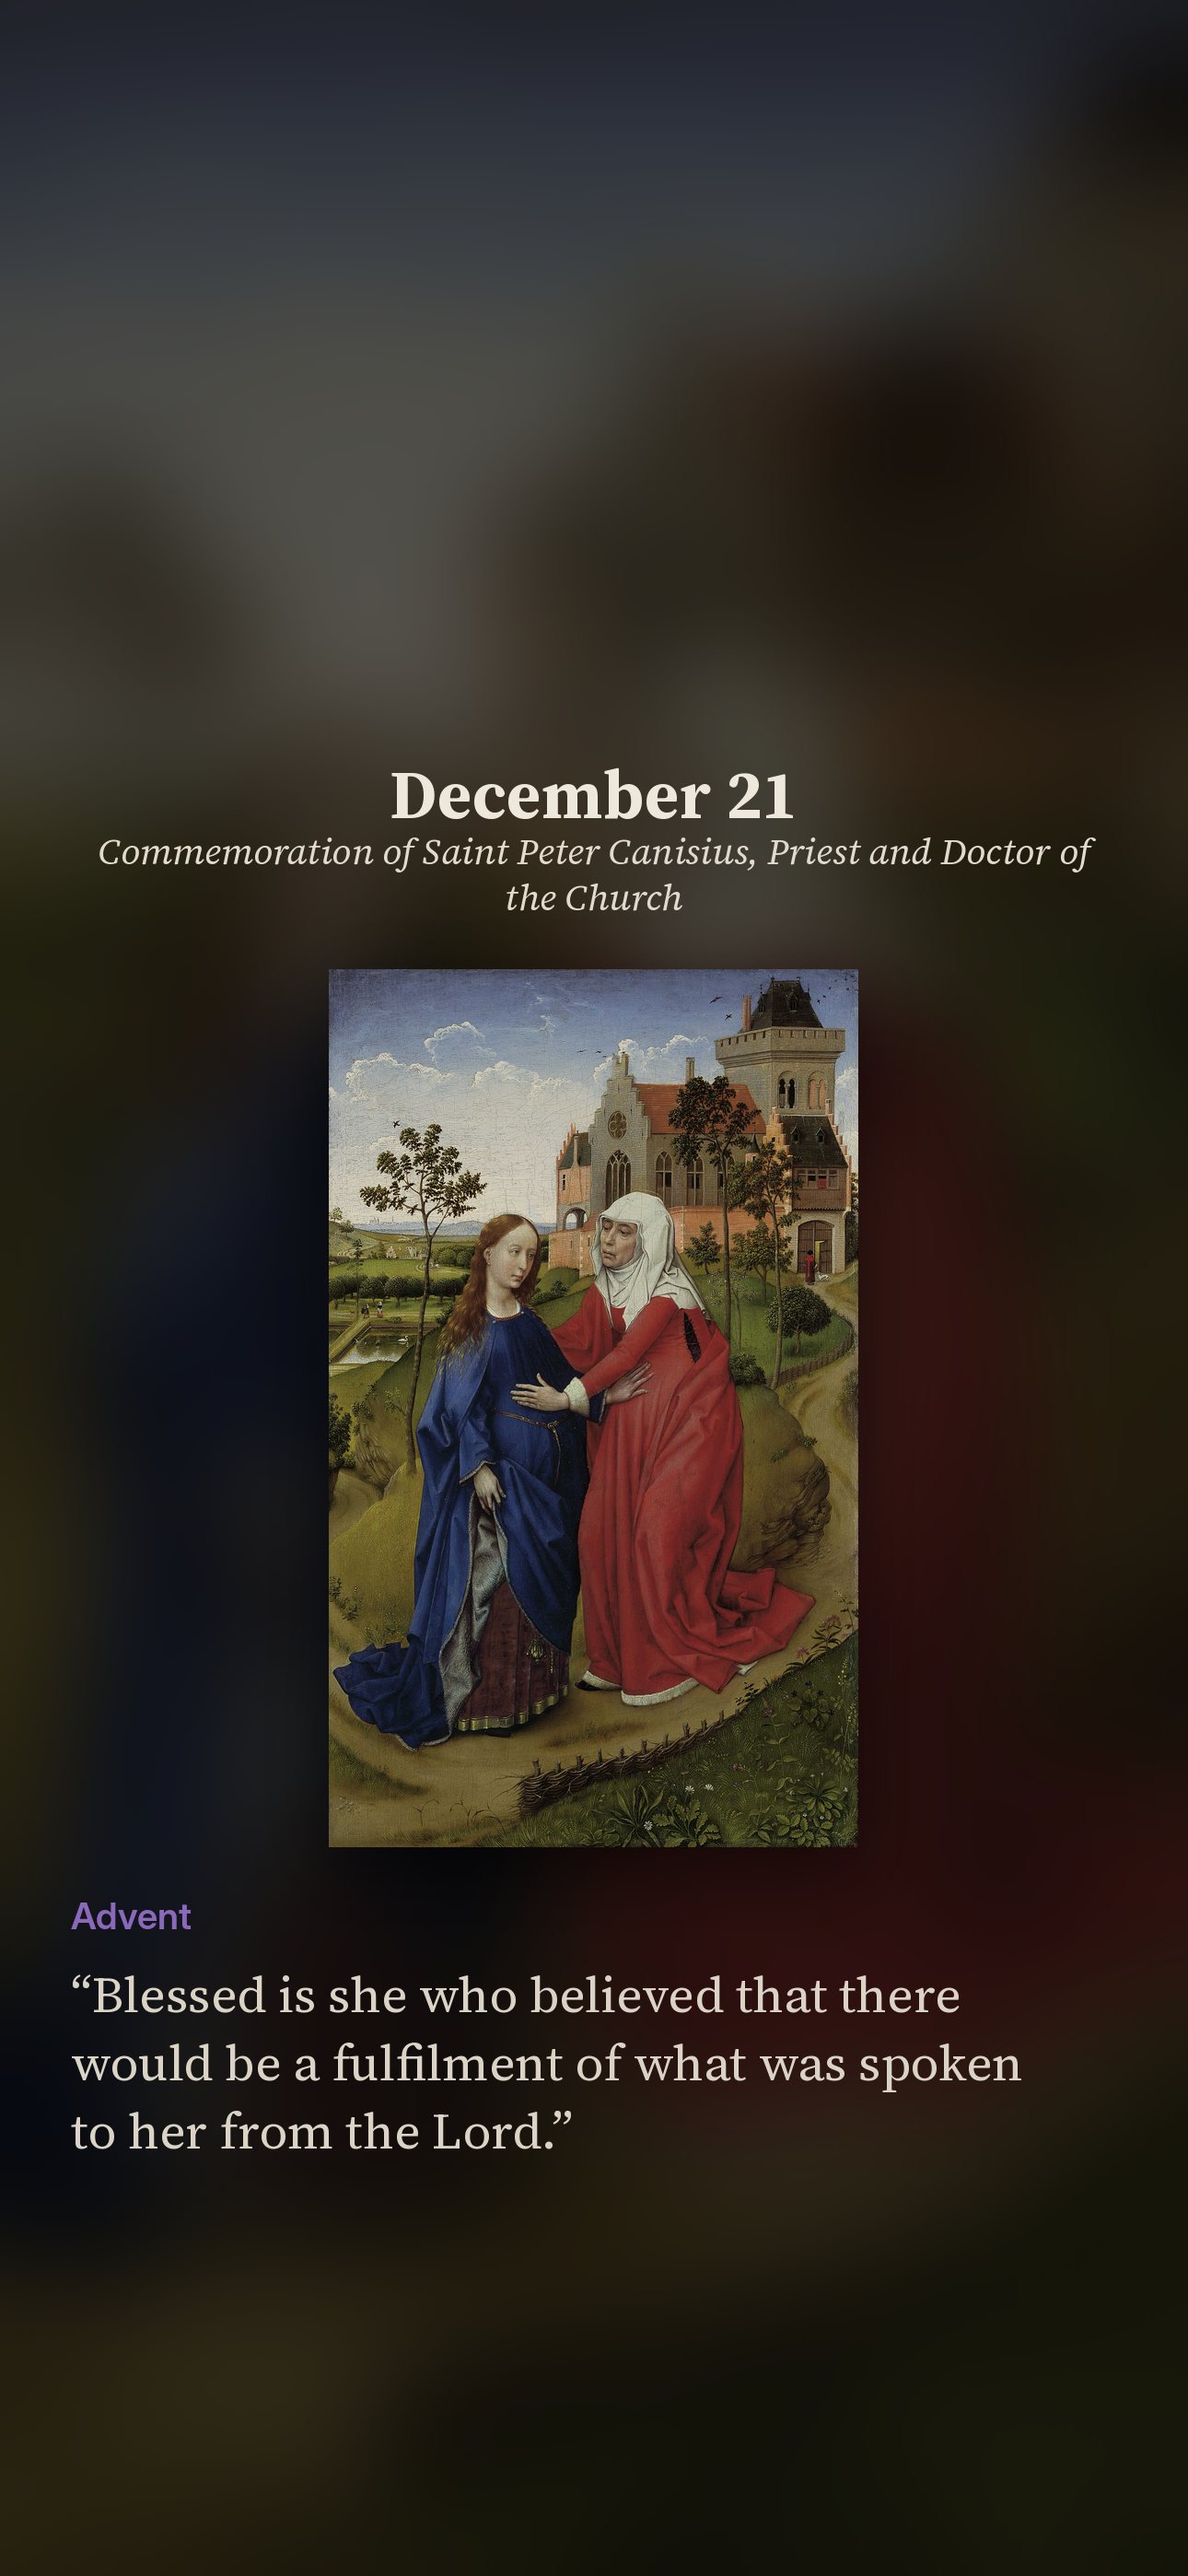 December 21
Commemoration of Saint Peter Canisius, Priest and Doctor of
the Church
Advent
“Blessed is she who believed that there
would be a fulfilment of what was spoken
to her from the Lord.”